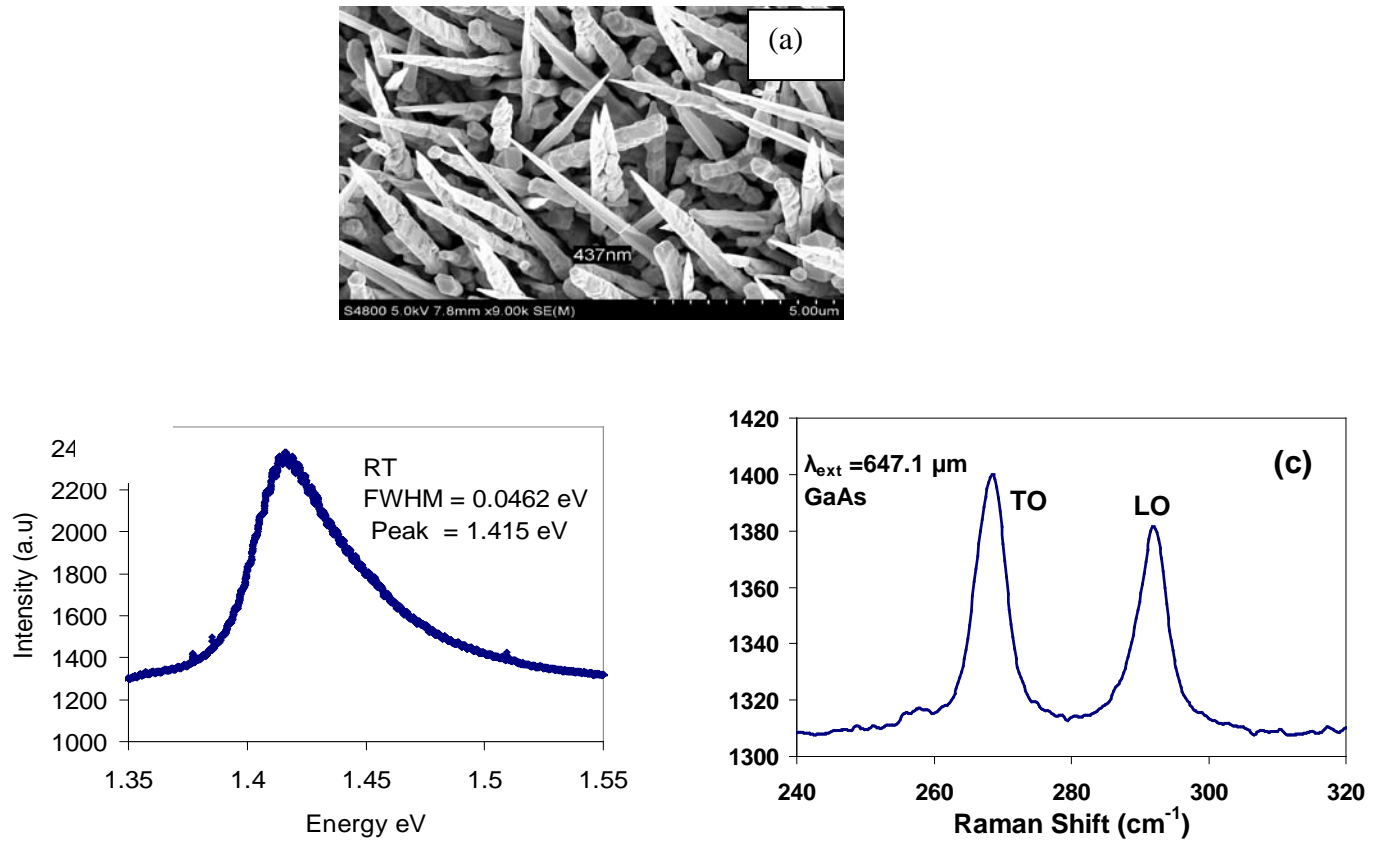 (a)
437nm
S4800 5.0kV 7.8mm x9.00k SE(M)
5.00um
2200
2000
1800
1600
1400
1200
1000
1.35 1.4 1.45 1.5 1.55
Intensity (a.u)
Energy eV
RT
FWHM = 0.0462 eV
Peak = 1.415 eV
1420
1400
1380
1360
1340
1320
1300
240 260 280 300 320
Raman Shift (cm⁻¹)
λext =647.1 µm
GaAs
(c)
TO
LO